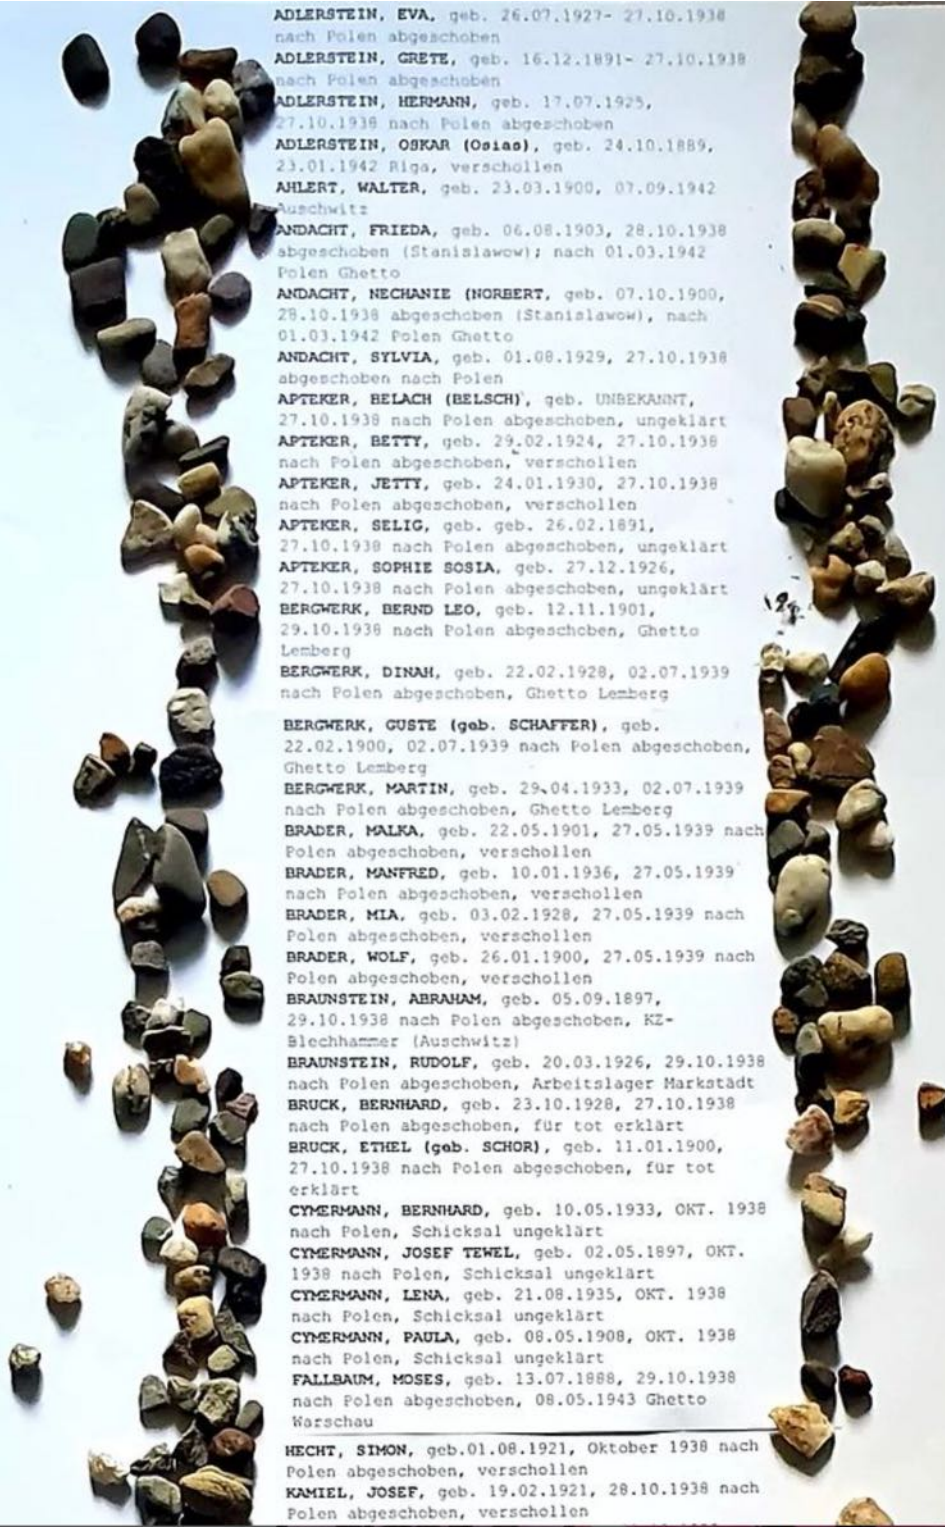 ADLERSTEIN, EVA, geb. 26.07.1927- 27.10.1938
nach Polen abgeschoben
ADLERSTEIN, GRETE, geb. 16.12.1891- 27.10.1938
nach Polen abgeschoben
ADLERSTEIN, HERMANN, geb. 17.07.1925,
27.10.1938 nach Polen abgeschoben
ADLERSTEIN, OSKAR (Osias), geb. 24.10.1889,
23.01.1942 Riga, verschollen
AHLERT, WALTER, geb. 23.03.1900, 07.09.1942
Auschwitz
ANDACHT, FRIEDA, geb. 06.08.1903, 28.10.1938
abgeschoben (Stanislawow); nach 01.03.1942
Polen Ghetto
ANDACHT, NECHANIE (NORBERT, geb. 07.10.1900,
28.10.1938 abgeschoben (Stanislawow), nach
01.03.1942 Polen Ghetto
ANDACHT, SYLVIA, geb. 01.08.1929, 27.10.1938
abgeschoben nach Polen
APTEKER, BELACH (BELSCH), geb. UNBEKANNT,
27.10.1938 nach Polen abgeschoben, ungeklärt
APTEKER, BETTY, geb. 29.02.1924, 27.10.1938
nach Polen abgeschoben, verschollen
APTEKER, JETTY, geb. 24.01.1930, 27.10.1938
nach Polen abgeschoben, verschollen
APTEKER, SELIG, geb. geb. 26.02.1891,
27.10.1938 nach Polen abgeschoben, ungeklärt
APTEKER, SOPHIE SOSIA, geb. 27.12.1926,
27.10.1938 nach Polen abgeschoben, ungeklärt
BERGWERK, BERND LEO, geb. 12.11.1901,
29.10.1938 nach Polen abgeschoben, Ghetto
Lemberg
BERGWERK, DINAH, geb. 22.02.1928, 02.07.1939
nach Polen abgeschoben, Ghetto Lemberg
BERGWERK, GUSTE (geb. SCHAFFER), geb.
22.02.1900, 02.07.1939 nach Polen abgeschoben,
Ghetto Lemberg
BERGWERK, MARTIN, geb. 29.04.1933, 02.07.1939
nach Polen abgeschoben, Ghetto Lemberg
BRADER, MALKA, geb. 22.05.1901, 27.05.1939 nach
Polen abgeschoben, verschollen
BRADER, MANFRED, geb. 10.01.1936, 27.05.1939
nach Polen abgeschoben, verschollen
BRADER, MIA, geb. 03.02.1928, 27.05.1939 nach
Polen abgeschoben, verschollen
BRADER, WOLF, geb. 26.01.1900, 27.05.1939 nach
Polen abgeschoben, verschollen
BRAUNSTEIN, ABRAHAM, geb. 05.09.1897,
29.10.1938 nach Polen abgeschoben, KZ-
Blechhammer (Auschwitz)
BRAUNSTEIN, RUDOLF, geb. 20.03.1926, 29.10.1938
nach Polen abgeschoben, Arbeitslager Markstädt
BRUCK, BERNHARD, geb. 23.10.1928, 27.10.1938
nach Polen abgeschoben, für tot erklärt
BRUCK, ETHEL (geb. SCHOR), geb. 11.01.1900,
27.10.1938 nach Polen abgeschoben, für tot
erklärt
CYMERMANN, BERNHARD, geb. 10.05.1933, OKT. 1938
nach Polen, Schicksal ungeklärt
CYMERMANN, JOSEF TEWEL, geb. 02.05.1897, OKT.
1938 nach Polen, Schicksal ungeklärt
CYMERMANN, LENA, geb. 21.08.1935, OKT. 1938
nach Polen, Schicksal ungeklärt
CYMERMANN, PAULA, geb. 08.05.1908, OKT. 1938
nach Polen, Schicksal ungeklärt
FALLBAUM, MOSES, geb. 13.07.1888, 29.10.1938
nach Polen abgeschoben, 08.05.1943 Ghetto
Warschau
HECHT, SIMON, geb.01.08.1921, Oktober 1938 nach
Polen abgeschoben, verschollen
KAMIEL, JOSEF, geb. 19.02.1921, 28.10.1938 nach
Polen abgeschoben, verschollen